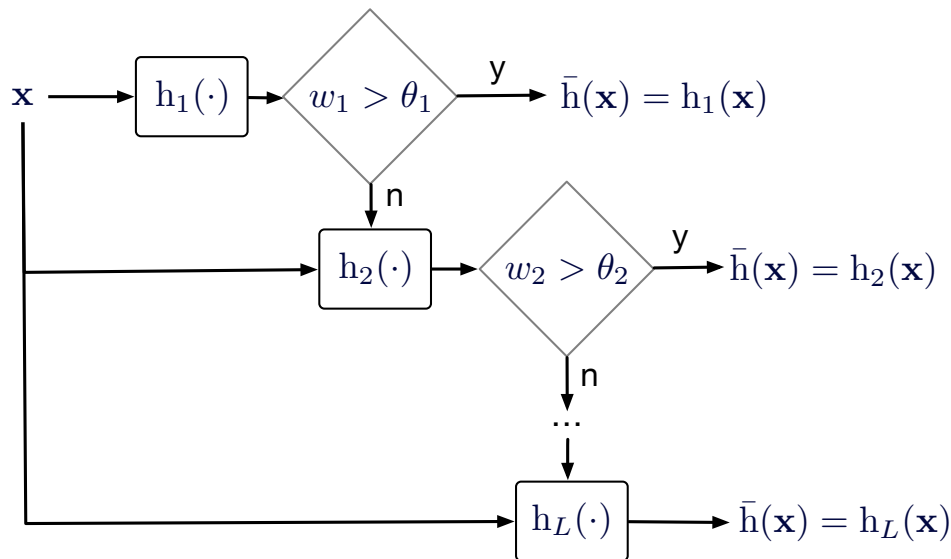 𝐱 h₁(·) w₁ > θ₁ y h̄(𝐱) = h₁(𝐱)
n
h₂(·) w₂ > θ₂ y h̄(𝐱) = h₂(𝐱)
n
...
h_L(·) h̄(𝐱) = h_L(𝐱)